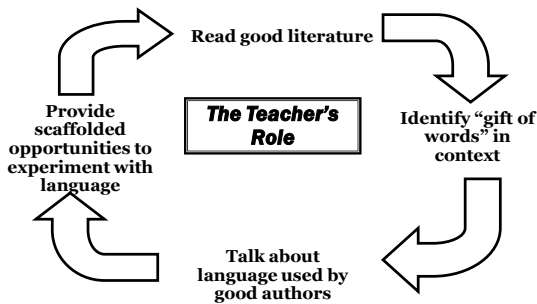 Read good literature
The Teacher's
Role
Identify “gift of
words” in
context
Talk about
language used by
good authors
Provide
scaffolded
opportunities to
experiment with
language